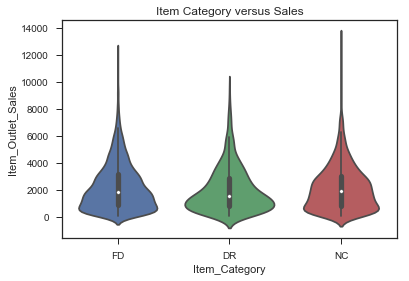 Item Category versus Sales
14000
12000
10000
8000
6000
4000
2000
0
Item_Outlet_Sales
FD
DR
NC
Item_Category